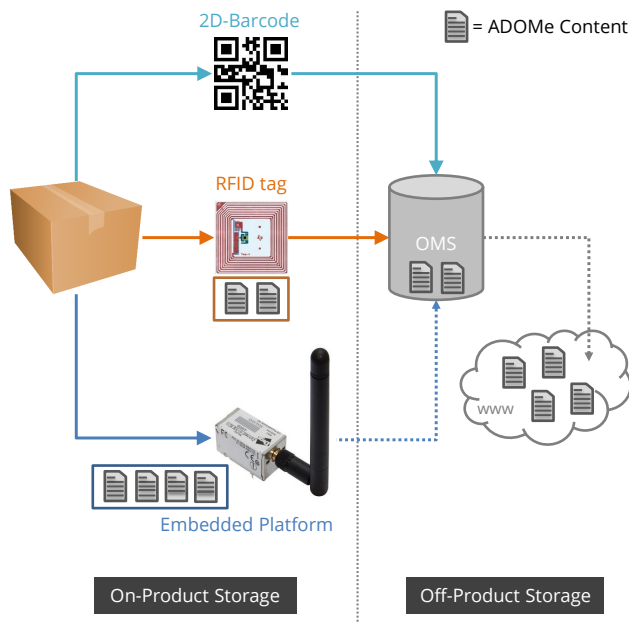 2D-Barcode
= ADOMe Content
RFID tag
OMS
www
Embedded Platform
On-Product Storage
Off-Product Storage